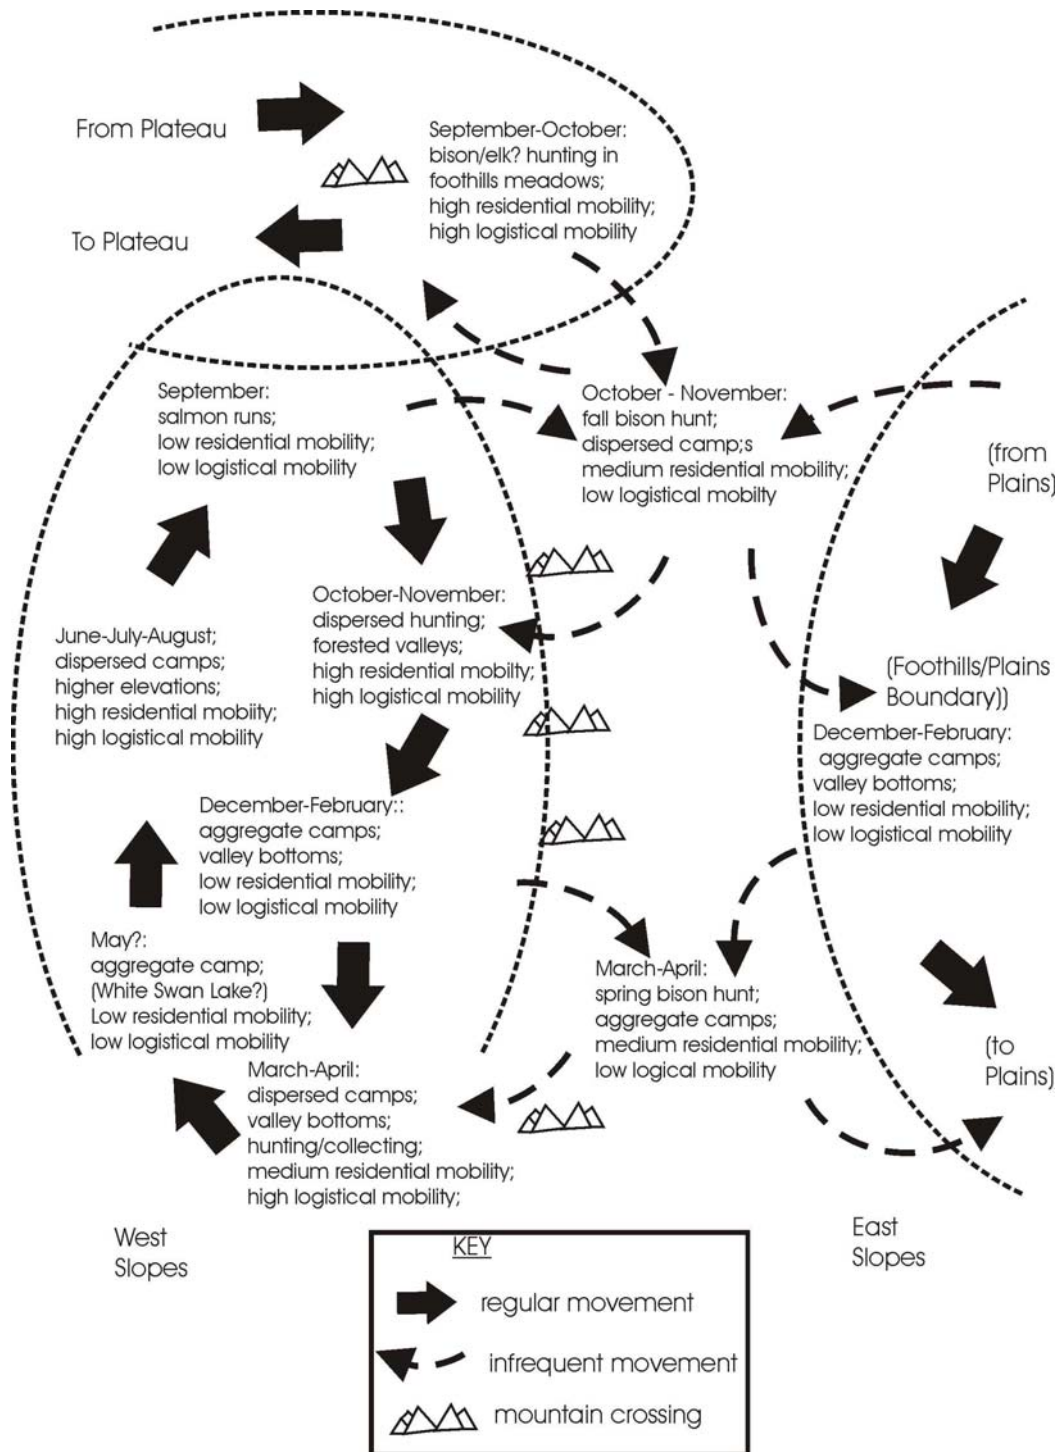 From Plateau
To Plateau
September-October:
bison/elk? hunting in
foothills meadows;
high residential mobility;
high logistical mobility
September:
salmon runs;
low residential mobility;
low logistical mobility
October - November:
fall bison hunt;
dispersed camp;s
medium residential mobility;
low logistical mobilty
(from
Plains)
October-November:
dispersed hunting;
forested valleys;
high residential mobilty;
high logistical mobility
June-July-August;
dispersed camps;
higher elevations;
high residential mobiity;
high logistical mobility
(Foothills/Plains
Boundary))
December-February:
aggregate camps;
valley bottoms;
low residential mobility;
low logistical mobility
December-February::
aggregate camps;
valley bottoms;
low residential mobility;
low logistical mobility
May?:
aggregate camp;
(White Swan Lake?)
Low residential mobility;
low logistical mobility
March-April:
spring bison hunt;
aggregate camps;
medium residential mobility;
low logical mobility
(to
Plains)
March-April:
dispersed camps;
valley bottoms;
hunting/collecting;
medium residential mobility;
high logistical mobility;
West
Slopes
East
Slopes
KEY
regular movement
infrequent movement
mountain crossing